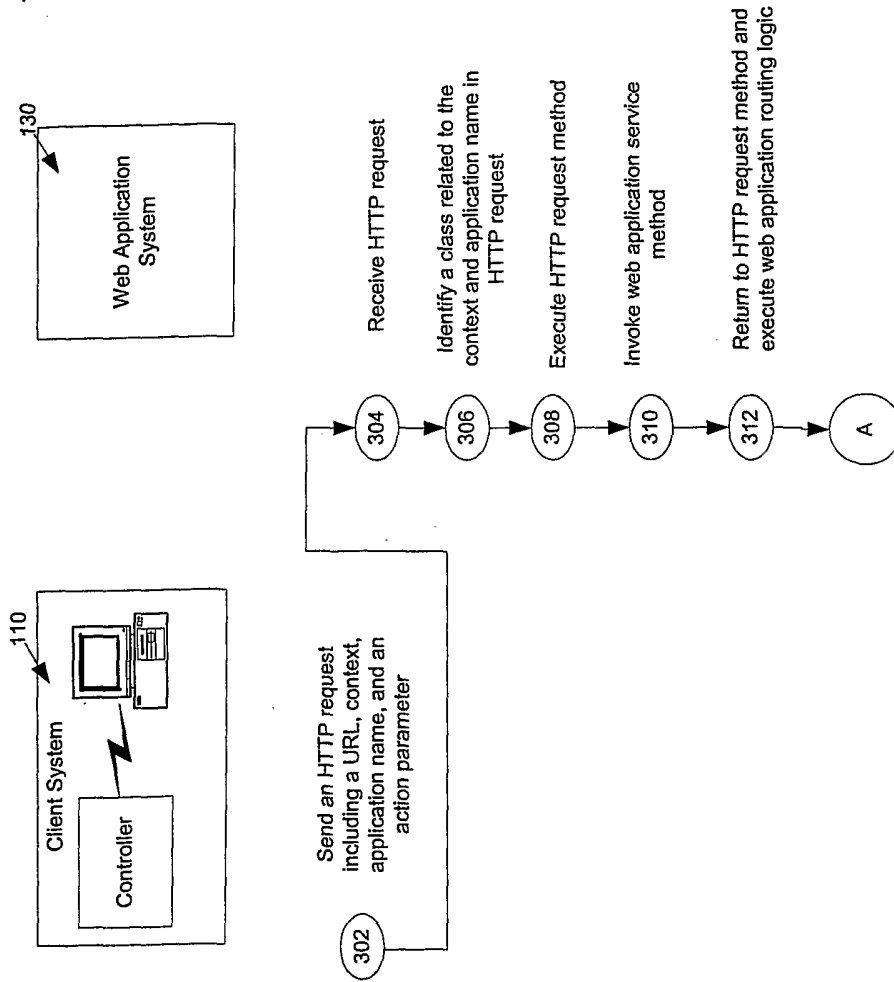 110
Client System
Controller
130
Web Application
System
302
Send an HTTP request
including a URL, context,
application name, and an
action parameter
304
Receive HTTP request
306
Identify a class related to the
context and application name in
HTTP request
308
Execute HTTP request method
310
Invoke web application service
method
312
Return to HTTP request method and
execute web application routing logic
A